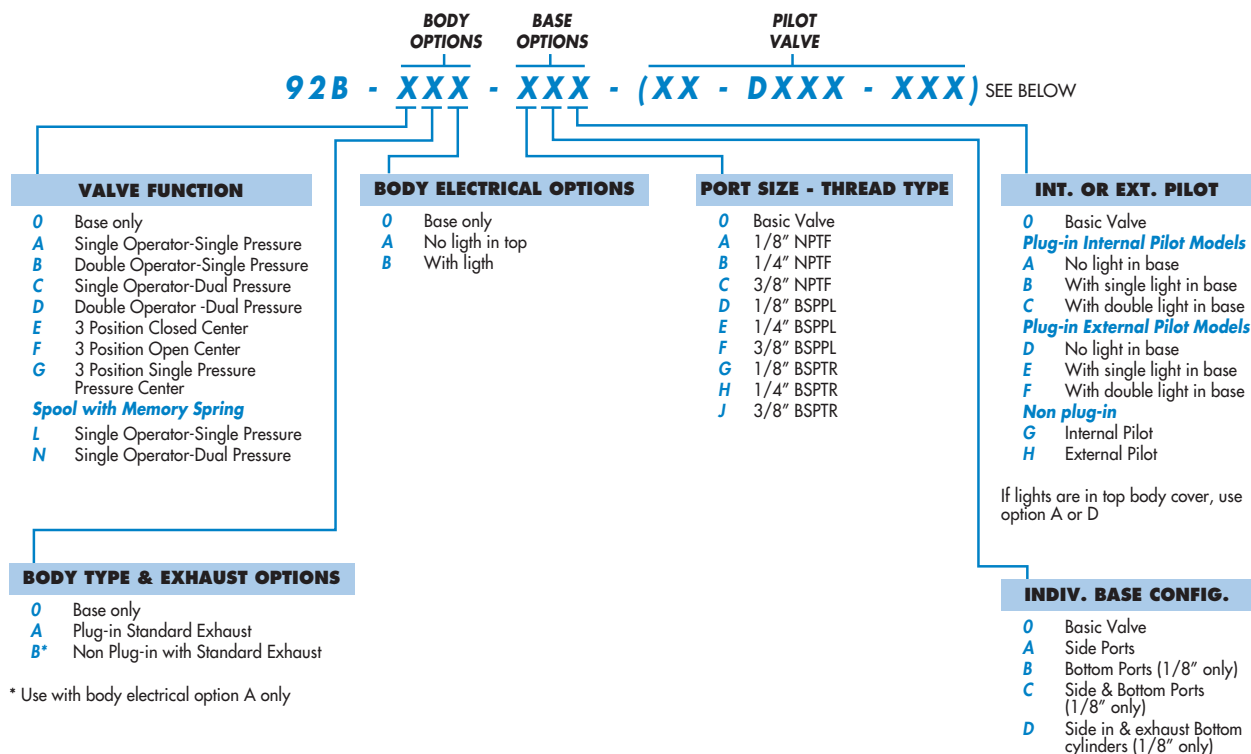 BODY
OPTIONS
BASE
OPTIONS
PILOT
VALVE
92B - XXX - XXX - (XX - DXXX - XXX) SEE BELOW
VALVE FUNCTION
0 Base only
A Single Operator-Single Pressure
B Double Operator-Single Pressure
C Single Operator-Dual Pressure
D Double Operator -Dual Pressure
E 3 Position Closed Center
F 3 Position Open Center
G 3 Position Single Pressure
Pressure Center
Spool with Memory Spring
L Single Operator-Single Pressure
N Single Operator-Dual Pressure
BODY ELECTRICAL OPTIONS
0 Base only
A No ligth in top
B With ligth
PORT SIZE - THREAD TYPE
0 Basic Valve
A 1/8” NPTF
B 1/4” NPTF
C 3/8” NPTF
D 1/8” BSPPL
E 1/4” BSPPL
F 3/8” BSPPL
G 1/8” BSPTR
H 1/4” BSPTR
J 3/8” BSPTR
INT. OR EXT. PILOT
0 Basic Valve
Plug-in Internal Pilot Models
A No light in base
B With single light in base
C With double light in base
Plug-in External Pilot Models
D No light in base
E With single light in base
F With double light in base
Non plug-in
G Internal Pilot
H External Pilot
If lights are in top body cover, use
option A or D
BODY TYPE & EXHAUST OPTIONS
0 Base only
A Plug-in Standard Exhaust
B* Non Plug-in with Standard Exhaust
* Use with body electrical option A only
INDIV. BASE CONFIG.
0 Basic Valve
A Side Ports
B Bottom Ports (1/8” only)
C Side & Bottom Ports
(1/8” only)
D Side in & exhaust Bottom
cylinders (1/8” only)